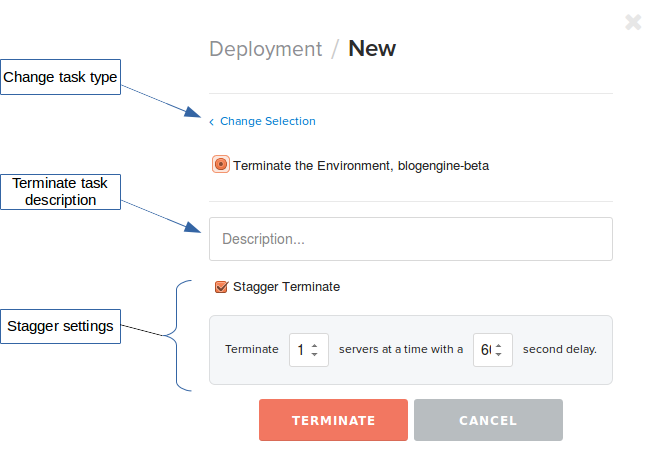 Deployment / New
Change task type
‹ Change Selection
Terminate the Environment, blogengine-beta
Terminate task
description
Description...
Stagger Terminate
Stagger settings
Terminate 1 servers at a time with a 6 second delay.
TERMINATE CANCEL